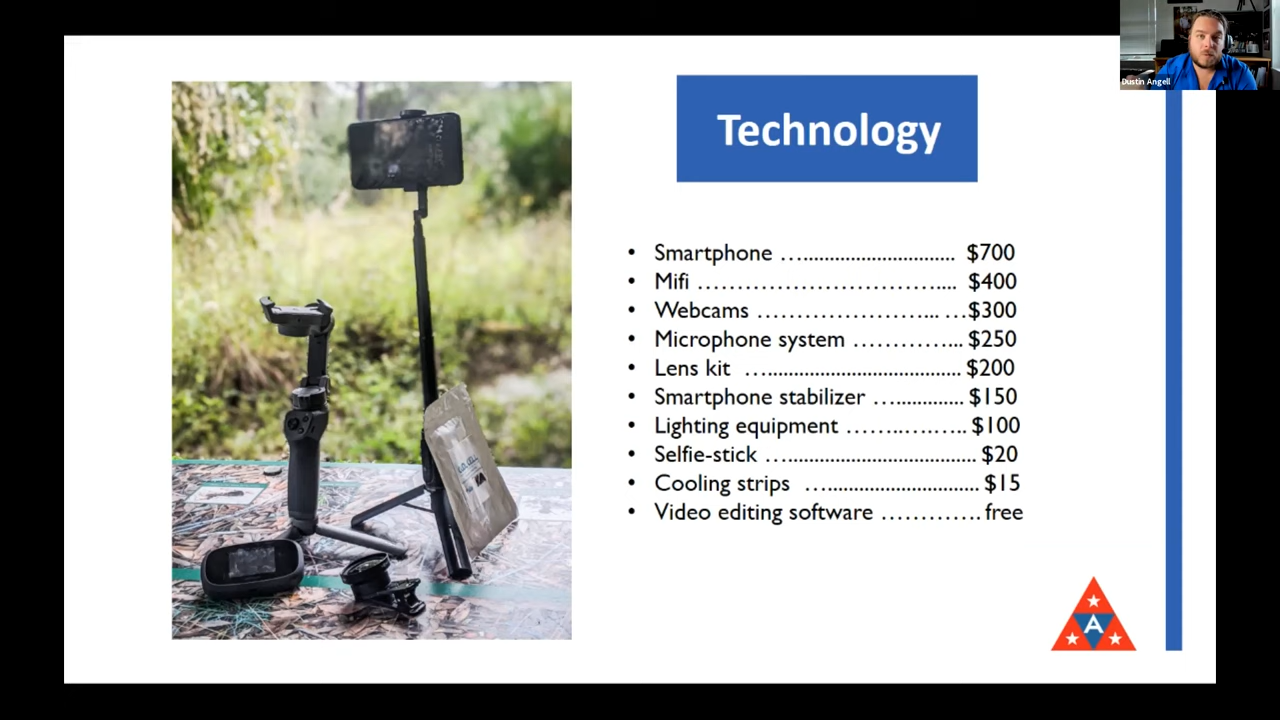 Dustin Angell
Technology
• Smartphone …............................ $700
• Mifi ………………………….... $400
• Webcams …………………... …$300
• Microphone system …………... $250
• Lens kit ….................................... $200
• Smartphone stabilizer …............ $150
• Lighting equipment ……..……... $100
• Selfie-stick ….................................. $20
• Cooling strips ….......................... $15
• Video editing software …………. free
A